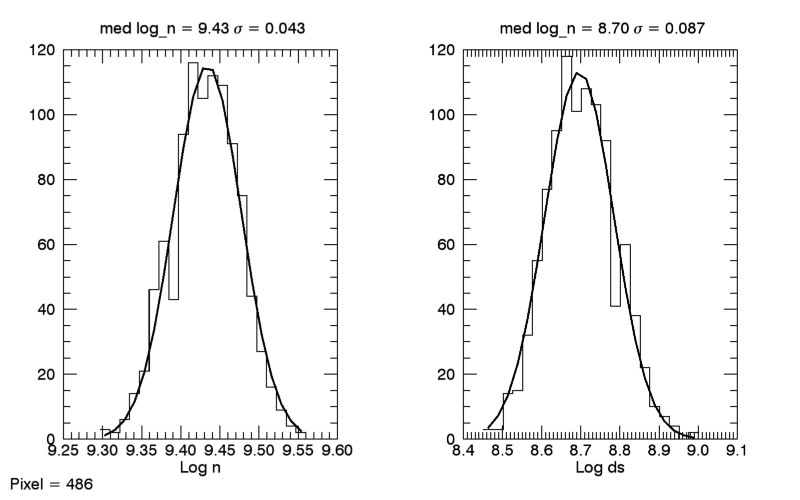 med log_n = 9.43 σ = 0.043
med log_n = 8.70 σ = 0.087
120
100
80
60
40
20
0
9.25 9.30 9.35 9.40 9.45 9.50 9.55 9.60
Log n
120
100
80
60
40
20
0
8.4 8.5 8.6 8.7 8.8 8.9 9.0 9.1
Log ds
Pixel = 486